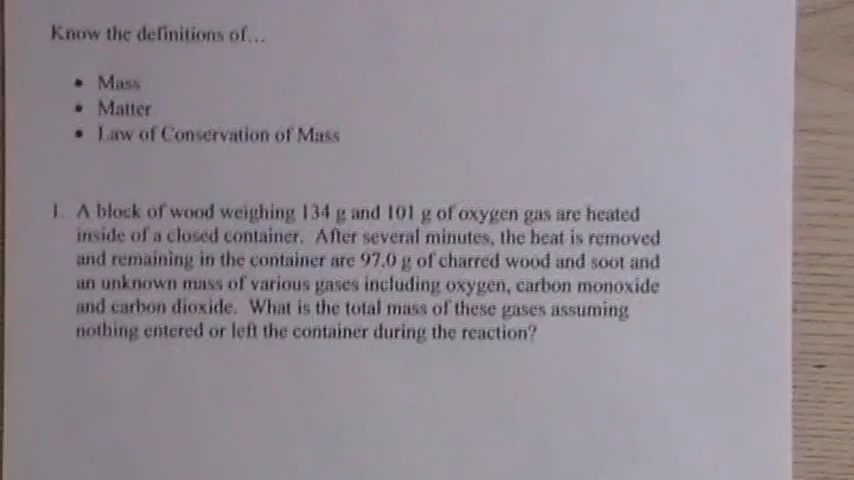 Know the definitions of...
• Mass
• Matter
• Law of Conservation of Mass
1. A block of wood weighing 134 g and 101 g of oxygen gas are heated
inside of a closed container. After several minutes, the heat is removed
and remaining in the container are 97.0 g of charred wood and soot and
an unknown mass of various gases including oxygen, carbon monoxide
and carbon dioxide. What is the total mass of these gases assuming
nothing entered or left the container during the reaction?